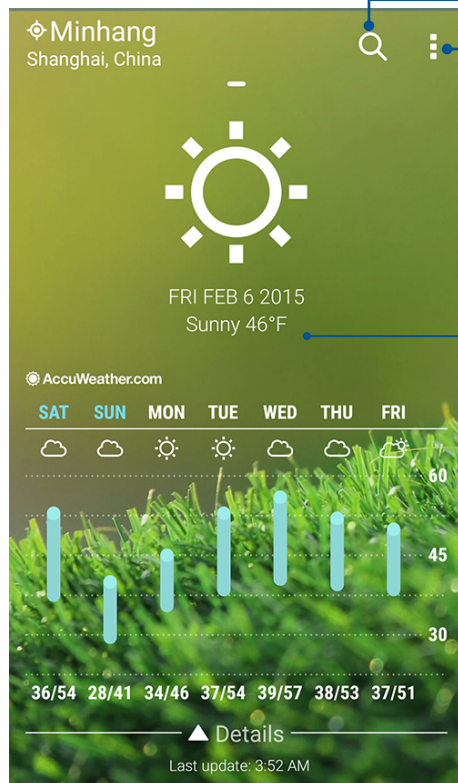 Minhang
Shanghai, China
FRI FEB 6 2015
Sunny 46°F
AccuWeather.com
SAT SUN MON TUE WED THU FRI
60
45
30
36/54 28/41 34/46 37/54 39/57 38/53 37/51
Details
Last update: 3:52 AM